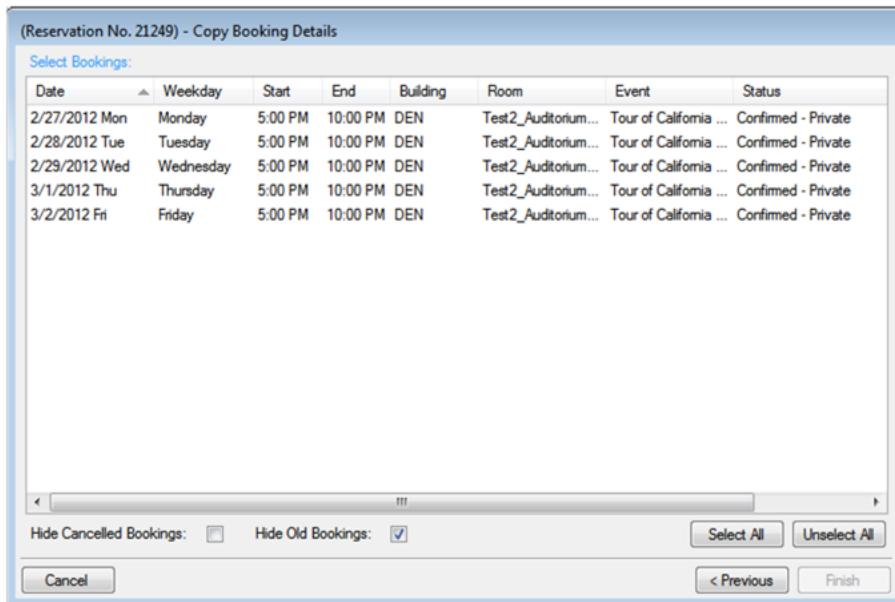 (Reservation No. 21249) - Copy Booking Details
Select Bookings:
Date Weekday Start End Building Room Event Status
2/27/2012 Mon Monday 5:00 PM 10:00 PM DEN Test2_Auditorium... Tour of California ... Confirmed - Private
2/28/2012 Tue Tuesday 5:00 PM 10:00 PM DEN Test2_Auditorium... Tour of California ... Confirmed - Private
2/29/2012 Wed Wednesday 5:00 PM 10:00 PM DEN Test2_Auditorium... Tour of California ... Confirmed - Private
3/1/2012 Thu Thursday 5:00 PM 10:00 PM DEN Test2_Auditorium... Tour of California ... Confirmed - Private
3/2/2012 Fri Friday 5:00 PM 10:00 PM DEN Test2_Auditorium... Tour of California ... Confirmed - Private
Hide Cancelled Bookings: Hide Old Bookings: Select All Unselect All
Cancel < Previous Finish